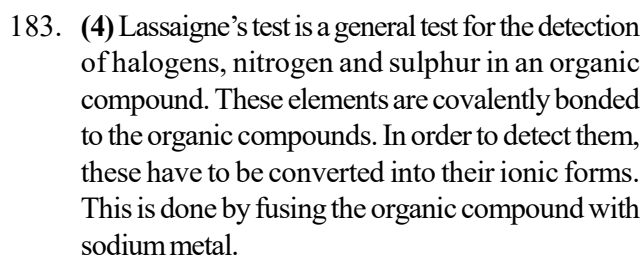 183. (4) Lassaigne's test is a general test for the detection
of halogens, nitrogen and sulphur in an organic
compound. These elements are covalently bonded
to the organic compounds. In order to detect them,
these have to be converted into their ionic forms.
This is done by fusing the organic compound with
sodium metal.